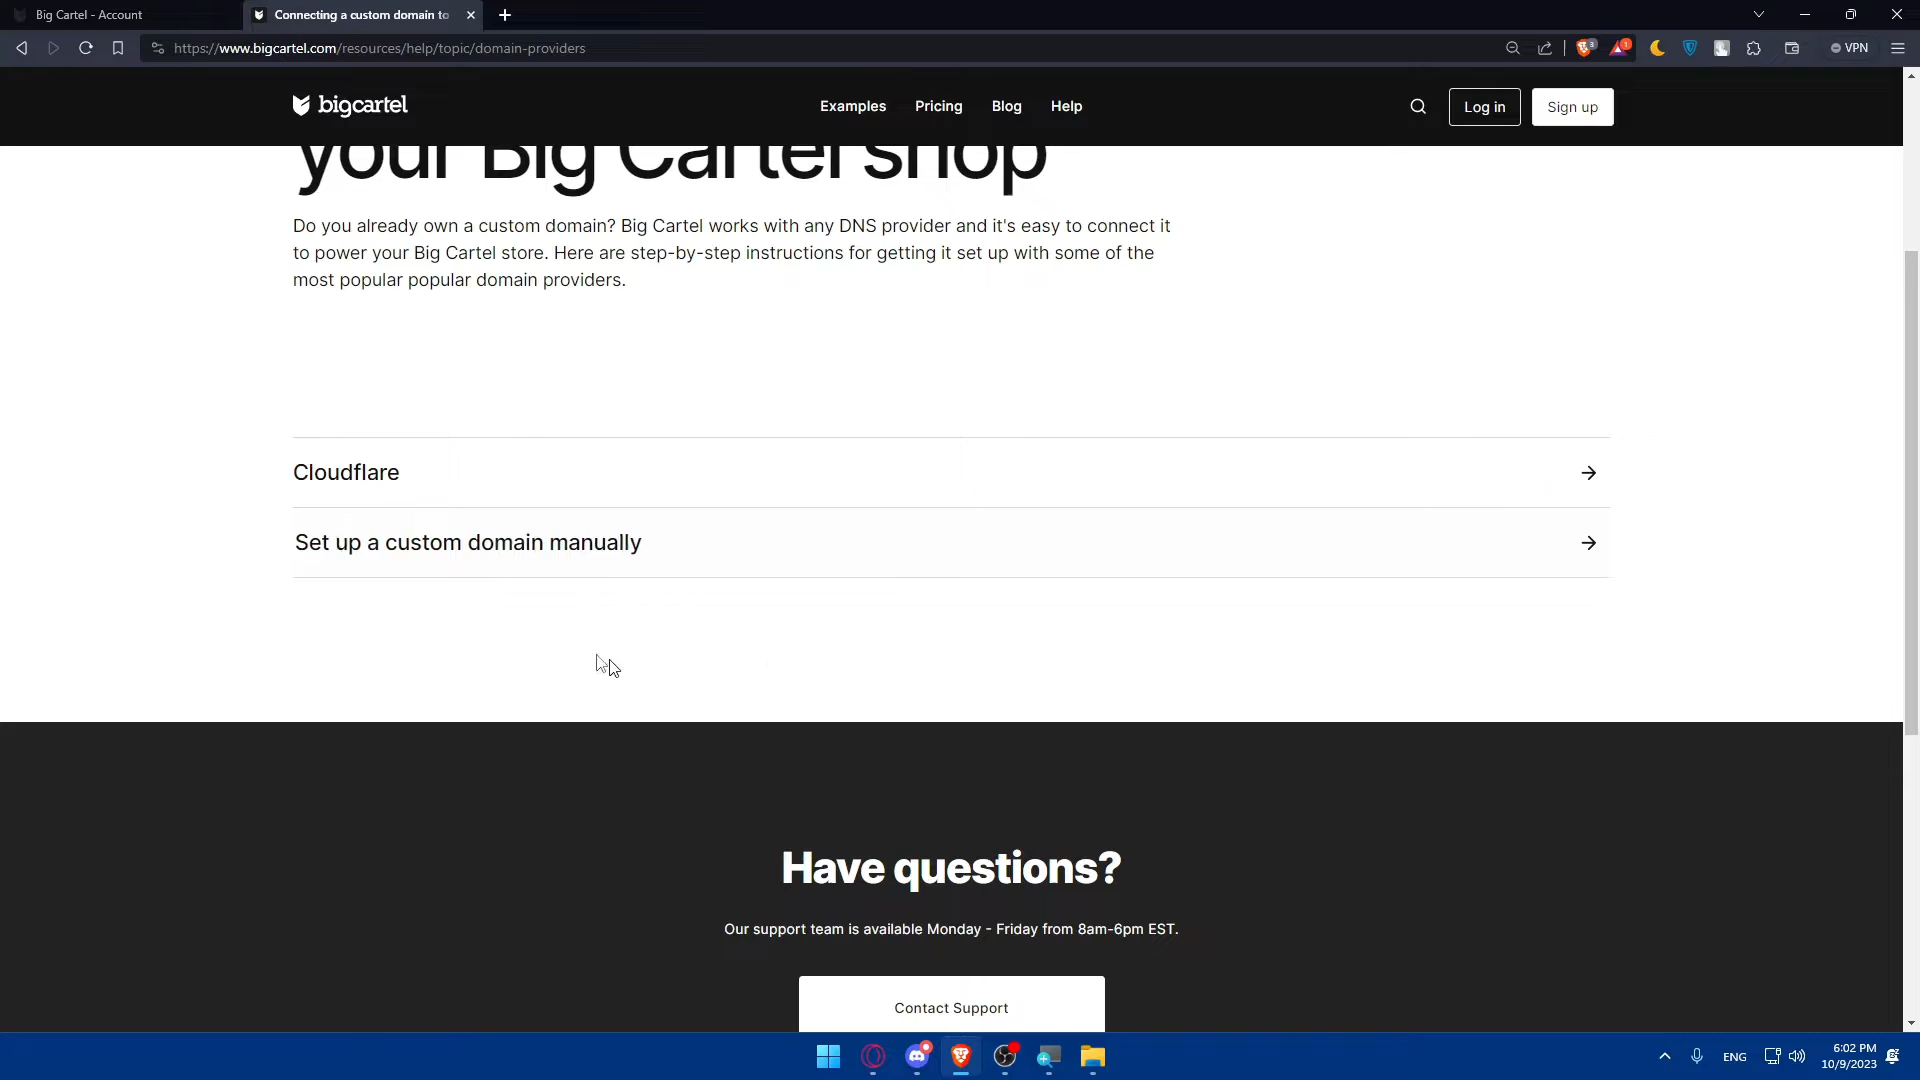 Big Cartel - Account
Connecting a custom domain to
https://www.bigcartel.com/resources/help/topic/domain-providers
3
1
VPN
bigcartel
Examples
Pricing
Blog
Help
Log in
Sign up
your Big Cartel shop
Do you already own a custom domain? Big Cartel works with any DNS provider and it's easy to connect it
to power your Big Cartel store. Here are step-by-step instructions for getting it set up with some of the
most popular popular domain providers.
Cloudflare
Set up a custom domain manually
Have questions?
Our support team is available Monday - Friday from 8am-6pm EST.
Contact Support
ENG
6:02 PM
10/9/2023